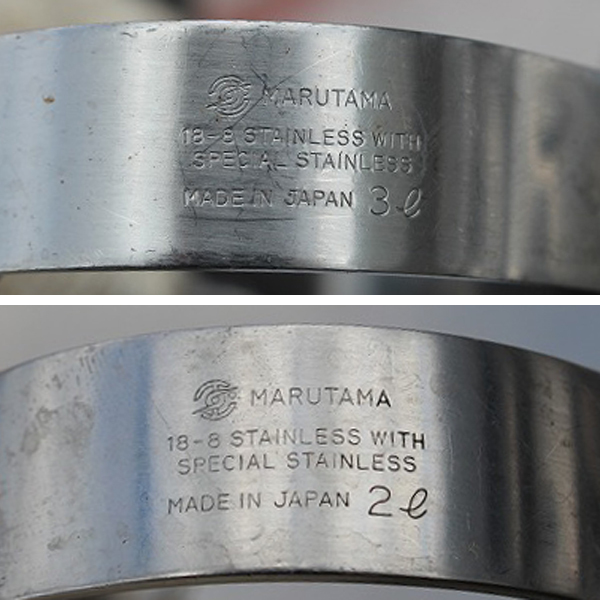 MARUTAMA
18-8 STAINLESS WITH
SPECIAL STAINLESS
MADE IN JAPAN 3ℓ
MARUTAMA
18-8 STAINLESS WITH
SPECIAL STAINLESS
MADE IN JAPAN 2ℓ